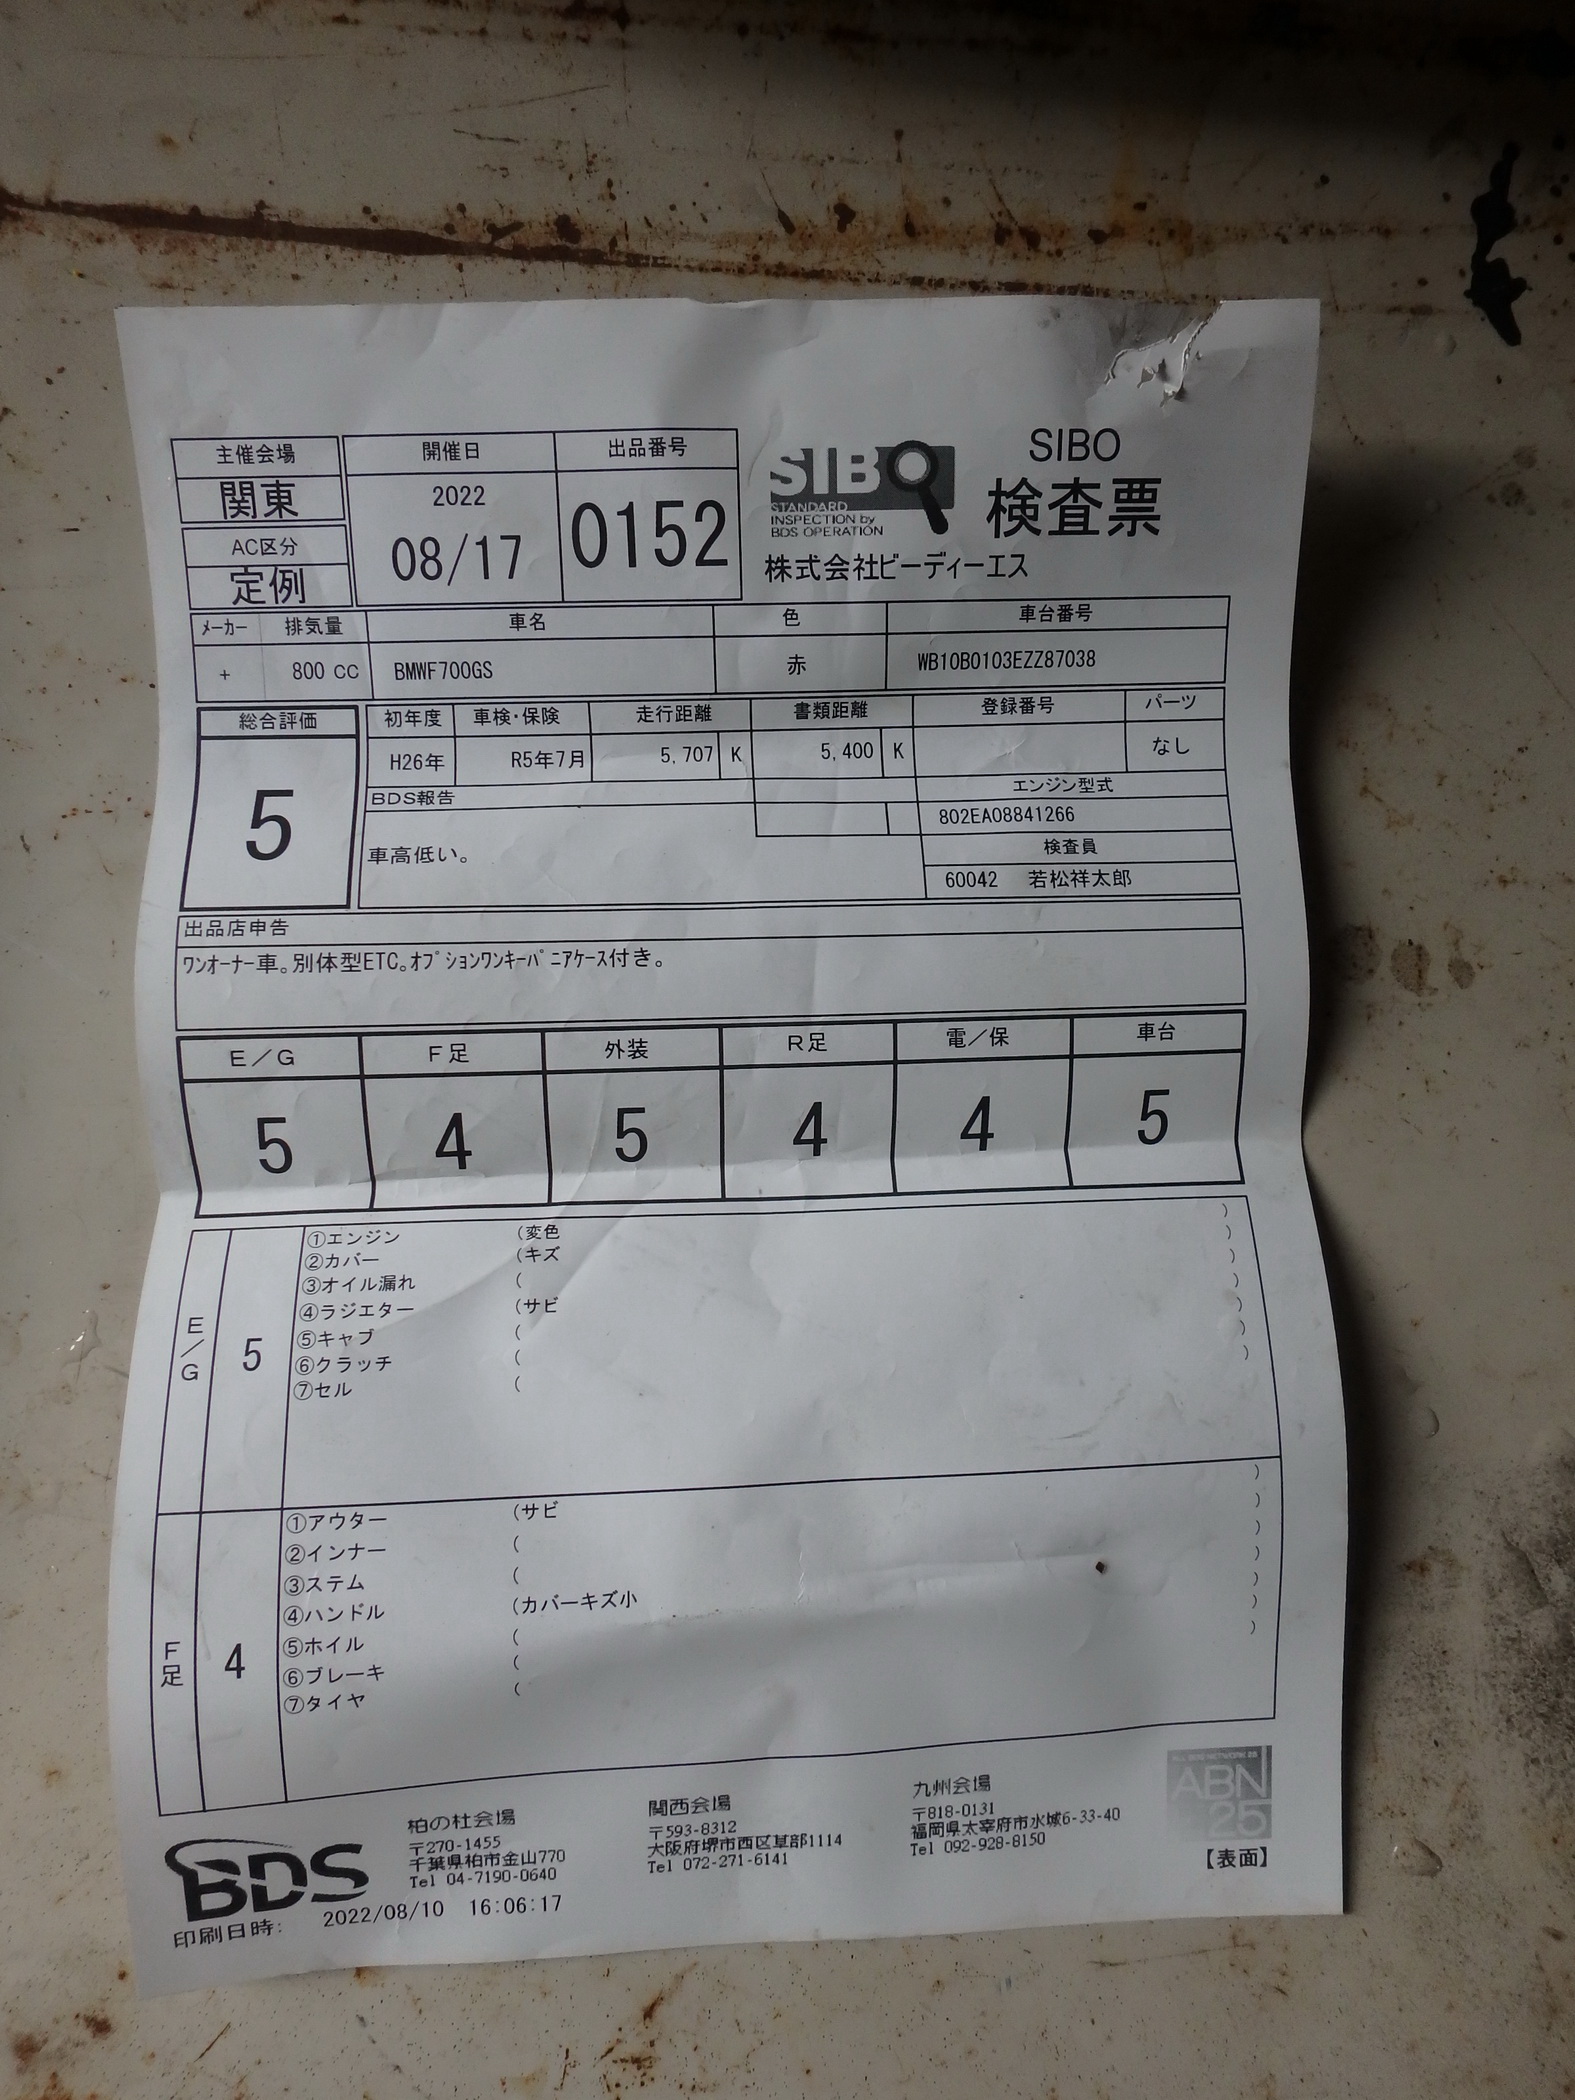 主催会場
関東
AC区分
定例
開催日
2022
08/17
出品番号
0152
SIBO
STANDARD
INSPECTION by
BDS OPERATION
SIBO
検査票
株式会社ビーディーエス
ﾒｰｶｰ 排気量 車名 色 車台番号
+ 800 CC BMWF700GS 赤 WB10B0103EZZ87038
総合評価
5
初年度 車検・保険 走行距離 書類距離 登録番号 パーツ
H26年 R5年7月 5,707 K 5,400 K なし
BDS報告
車高低い。
エンジン型式
802EA08841266
検査員
60042 若松祥太郎
出品店申告
ワンオーナー車。別体型ETC。ｵﾌﾟｼｮﾝﾜﾝｷｰﾊﾟﾆｱｹｰｽ付き。
E/G F足 外装 R足 電/保 車台
5 4 5 4 4 5
E/G 5
①エンジン (変色 )
②カバー (キズ )
③オイル漏れ ( )
④ラジエター (サビ )
⑤キャブ ( )
⑥クラッチ ( )
⑦セル ( )
F足 4
①アウター (サビ )
②インナー ( )
③ステム ( )
④ハンドル (カバーキズ小 )
⑤ホイル ( )
⑥ブレーキ ( )
⑦タイヤ ( )
BDS
柏の杜会場
〒270-1455
千葉県柏市金山770
Tel 04-7190-0640
関西会場
〒593-8312
大阪府堺市西区草部1114
Tel 072-271-6141
九州会場
〒818-0131
福岡県太宰府市水城6-33-40
Tel 092-928-8150
ALL BDS NETWORK 25
ABN
25
【表面】
印刷日時: 2022/08/10 16:06:17